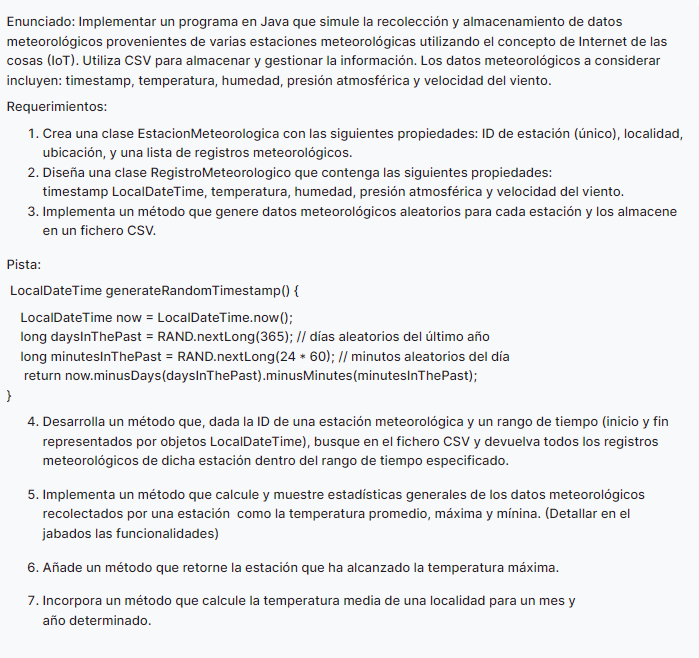 Enunciado: Implementar un programa en Java que simule la recolección y almacenamiento de datos
meteorológicos provenientes de varias estaciones meteorológicas utilizando el concepto de Internet de las
cosas (IoT). Utiliza CSV para almacenar y gestionar la información. Los datos meteorológicos a considerar
incluyen: timestamp, temperatura, humedad, presión atmosférica y velocidad del viento.
Requerimientos:
1. Crea una clase EstacionMeteorologica con las siguientes propiedades: ID de estación (único), localidad,
ubicación, y una lista de registros meteorológicos.
2. Diseña una clase RegistroMeteorologico que contenga las siguientes propiedades:
timestamp LocalDateTime, temperatura, humedad, presión atmosférica y velocidad del viento.
3. Implementa un método que genere datos meteorológicos aleatorios para cada estación y los almacene
en un fichero CSV.
Pista:
LocalDateTime generateRandomTimestamp() {
LocalDateTime now = LocalDateTime.now();
long daysInThePast = RAND.nextLong(365); // días aleatorios del último año
long minutesInThePast = RAND.nextLong(24 * 60); // minutos aleatorios del día
return now.minusDays(daysInThePast).minusMinutes(minutesInThePast);
}
4. Desarrolla un método que, dada la ID de una estación meteorológica y un rango de tiempo (inicio y fin
representados por objetos LocalDateTime), busque en el fichero CSV y devuelva todos los registros
meteorológicos de dicha estación dentro del rango de tiempo especificado.
5. Implementa un método que calcule y muestre estadísticas generales de los datos meteorológicos
recolectados por una estación como la temperatura promedio, máxima y mínina. (Detallar en el
jabados las funcionalidades)
6. Añade un método que retorne la estación que ha alcanzado la temperatura máxima.
7. Incorpora un método que calcule la temperatura media de una localidad para un mes y
año determinado.